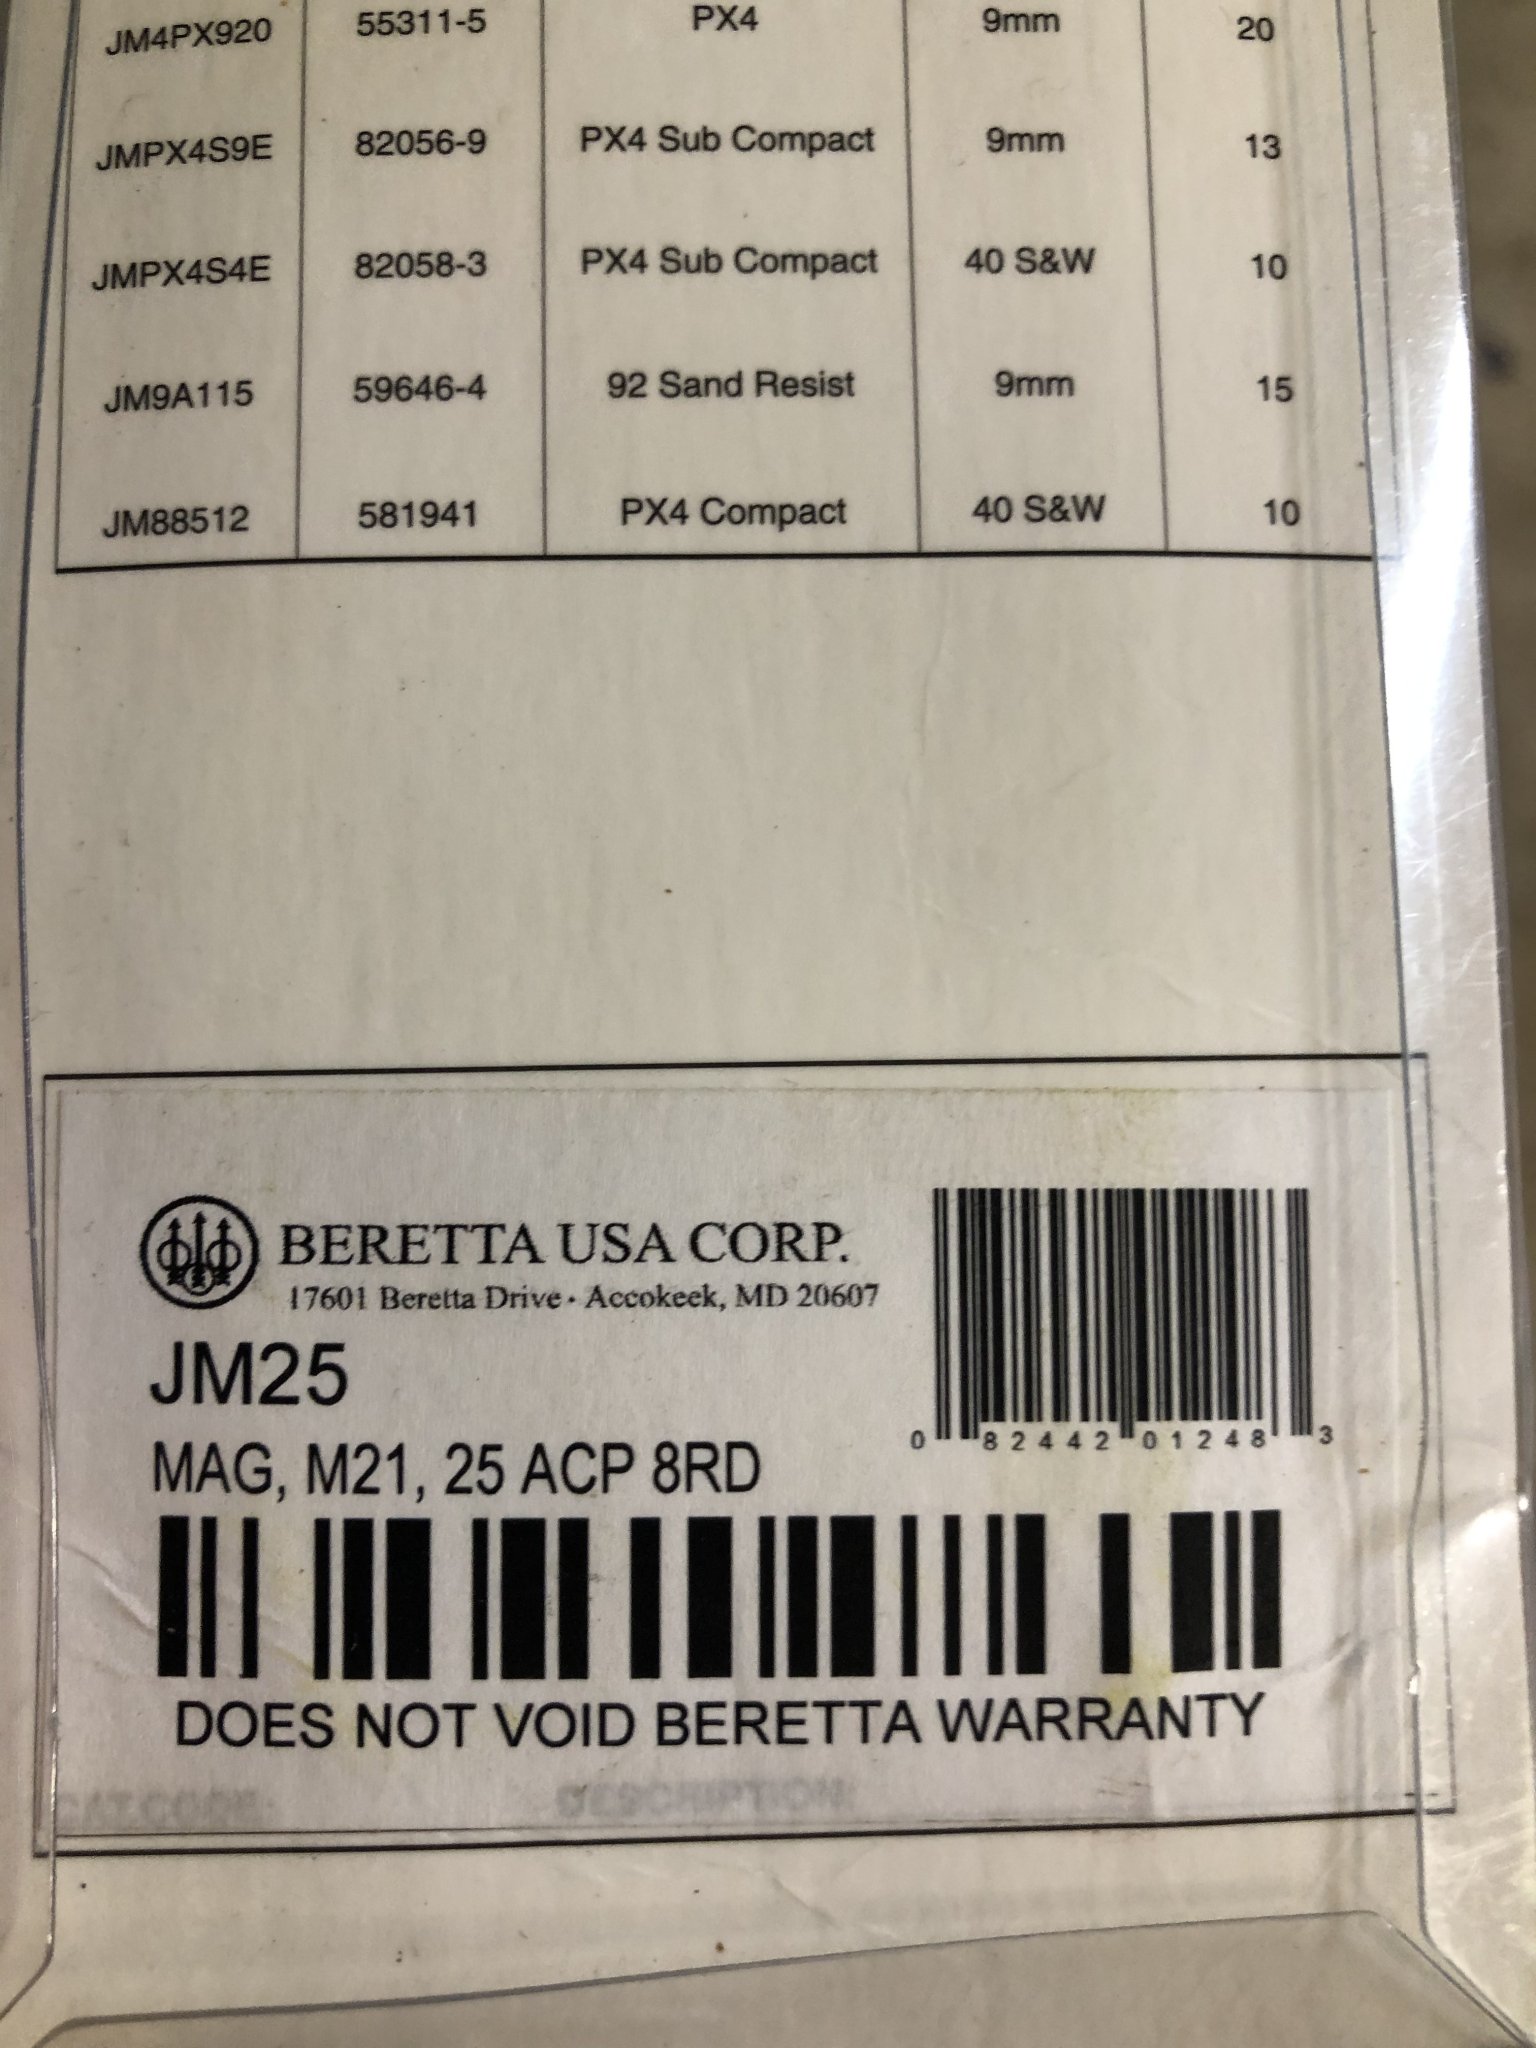 JM4PX920 55311-5 PX4 9mm 20
JMPX4S9E 82056-9 PX4 Sub Compact 9mm 13
JMPX4S4E 82058-3 PX4 Sub Compact 40 S&W 10
JM9A115 59646-4 92 Sand Resist 9mm 15
JM88512 581941 PX4 Compact 40 S&W 10
BERETTA USA CORP.
17601 Beretta Drive · Accokeek, MD 20607
JM25
0 82442 01248 3
MAG, M21, 25 ACP 8RD
DOES NOT VOID BERETTA WARRANTY
CAT.CODE: DESCRIPTION: